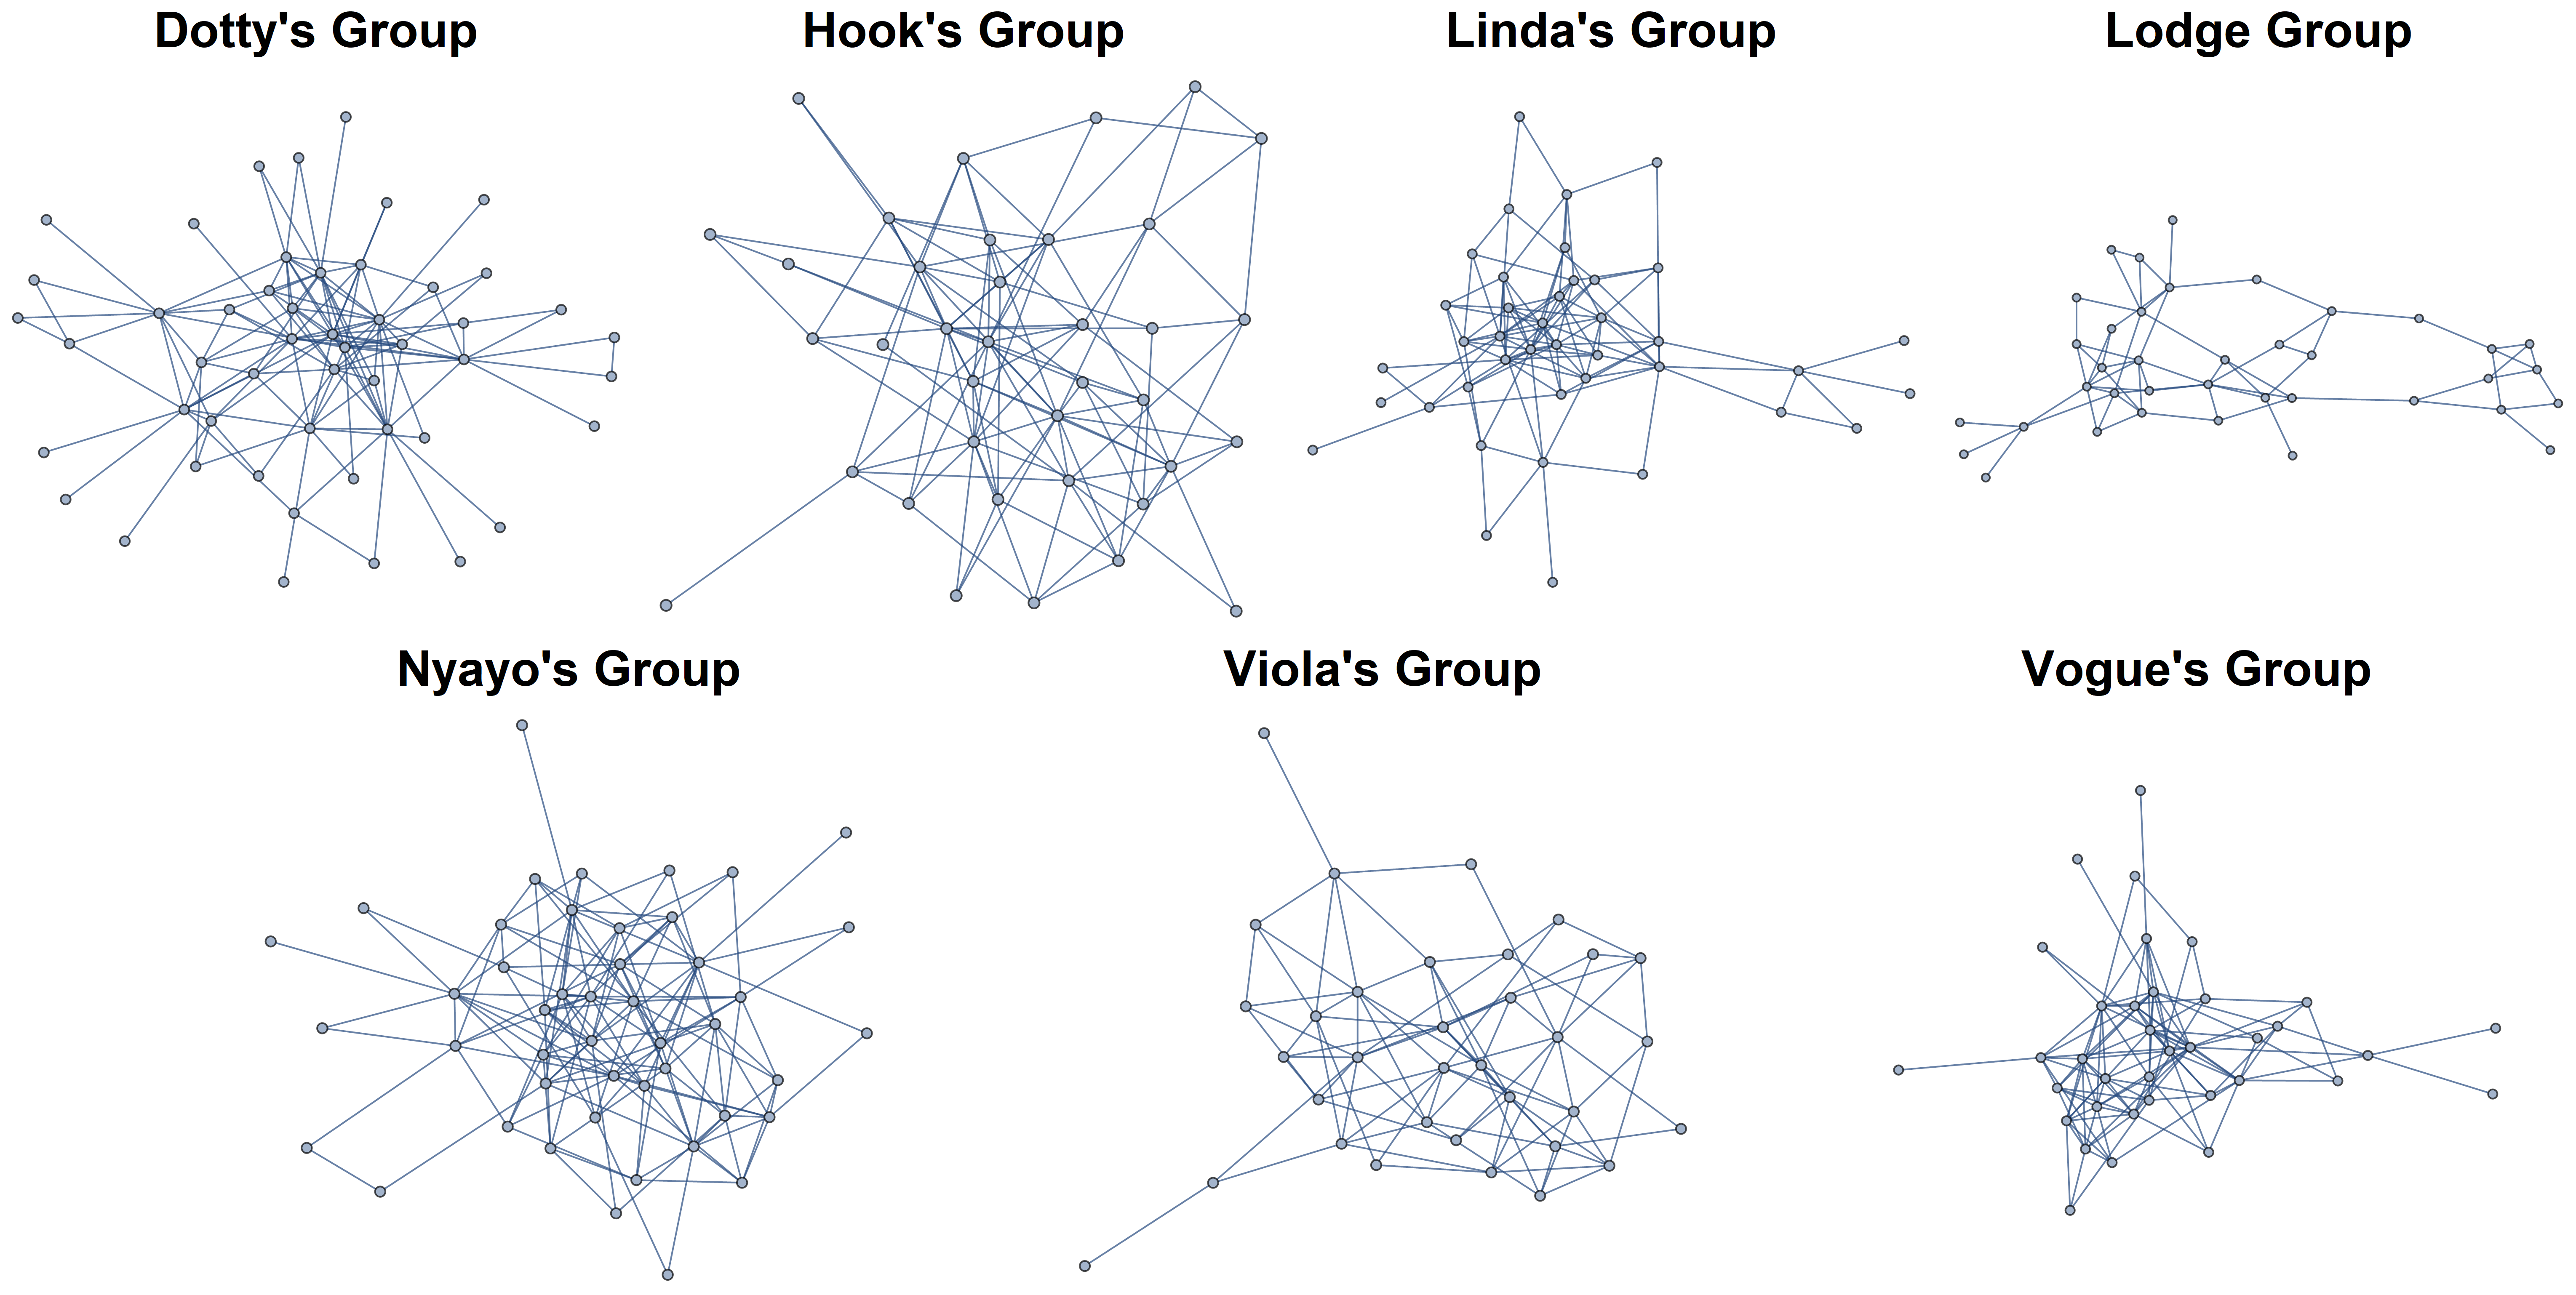 Dotty's Group
Hook's Group
Linda's Group
Lodge Group
Nyayo's Group
Viola's Group
Vogue's Group